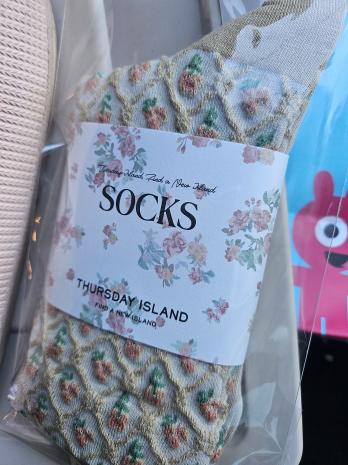 Thursday Island, Find a New Island
SOCKS
THURSDAY ISLAND
FIND A NEW ISLAND